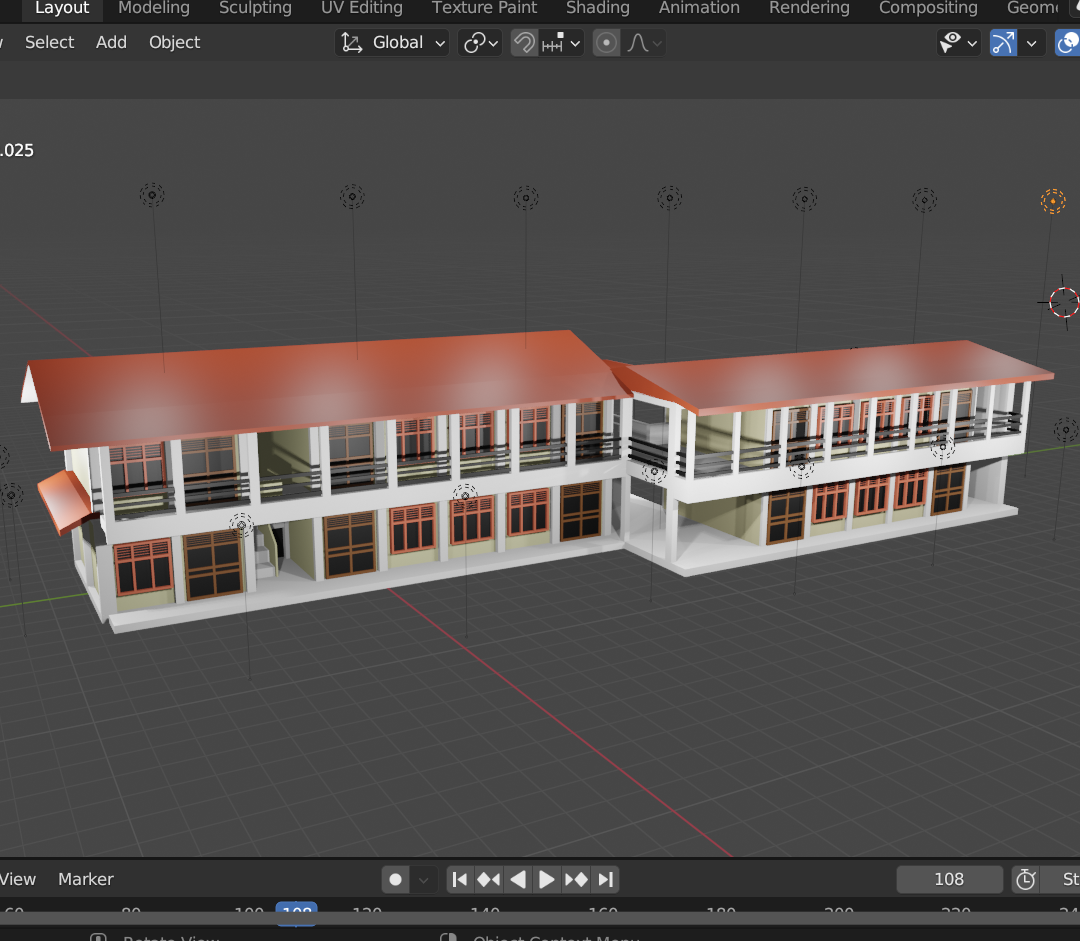 Layout Modeling Sculpting UV Editing Texture Paint Shading Animation Rendering Compositing Geom
Select Add Object Global
.025
View Marker 108 St
60 80 100 108 120 140 160 180 200 220 24
Rotate View Object Context Menu